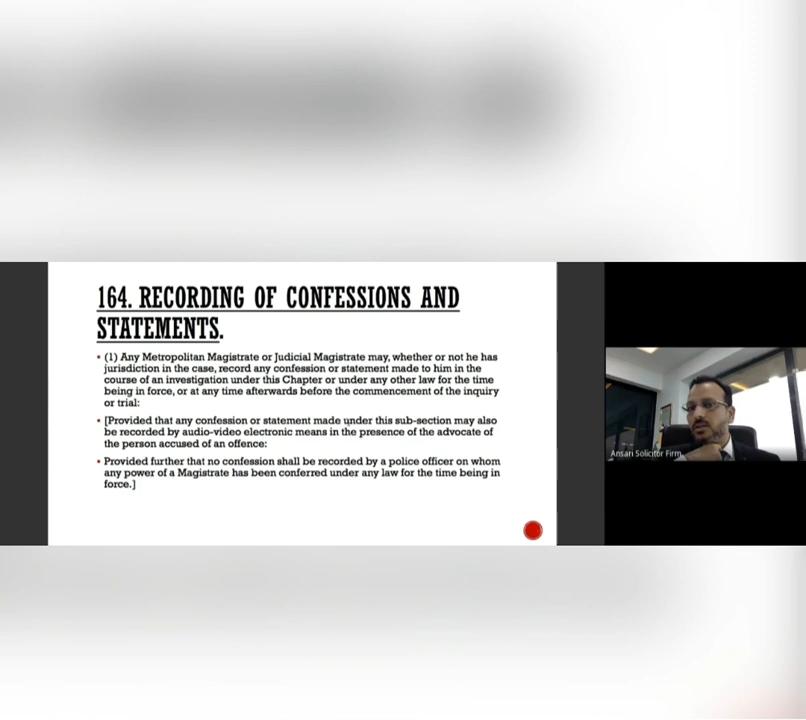 164. RECORDING OF CONFESSIONS AND
STATEMENTS.
• (1) Any Metropolitan Magistrate or Judicial Magistrate may, whether or not he has
jurisdiction in the case, record any confession or statement made to him in the
course of an investigation under this Chapter or under any other law for the time
being in force, or at any time afterwards before the commencement of the inquiry
or trial:
• [Provided that any confession or statement made under this sub-section may also
be recorded by audio-video electronic means in the presence of the advocate of
the person accused of an offence:
• Provided further that no confession shall be recorded by a police officer on whom
any power of a Magistrate has been conferred under any law for the time being in
force.]
Ansari Solicitor Firm